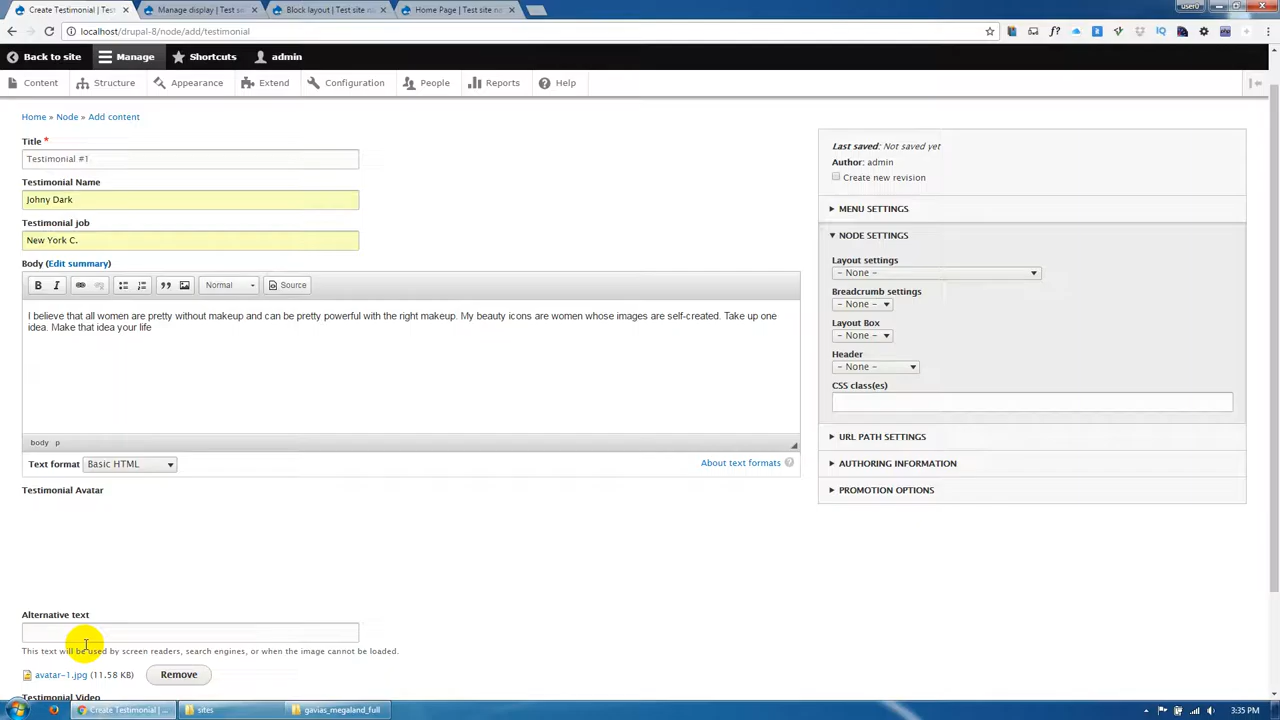 Create Testimonial | Tes
Manage display | Test se
Block layout | Test site n
Home Page | Test site no
user0
localhost/drupal-8/node/add/testimonial
Back to site
Manage
Shortcuts
admin
Content
Structure
Appearance
Extend
Configuration
People
Reports
Help
Home » Node » Add content
Title *
Testimonial #1
Testimonial Name
Johny Dark
Testimonial job
New York C.
Body (Edit summary)
B I
Normal
Source
I believe that all women are pretty without makeup and can be pretty powerful with the right makeup. My beauty icons are women whose images are self-created. Take up one
idea. Make that idea your life
body p
Text format
Basic HTML
About text formats
Testimonial Avatar
Alternative text
This text will be used by screen readers, search engines, or when the image cannot be loaded.
avatar-1.jpg (11.58 KB)
Remove
Testimonial Video
Last saved: Not saved yet
Author: admin
Create new revision
MENU SETTINGS
NODE SETTINGS
Layout settings
- None -
Breadcrumb settings
- None -
Layout Box
- None -
Header
- None -
CSS class(es)
URL PATH SETTINGS
AUTHORING INFORMATION
PROMOTION OPTIONS
Create Testimonial | ...
sites
gavias_megaland_full
3:35 PM